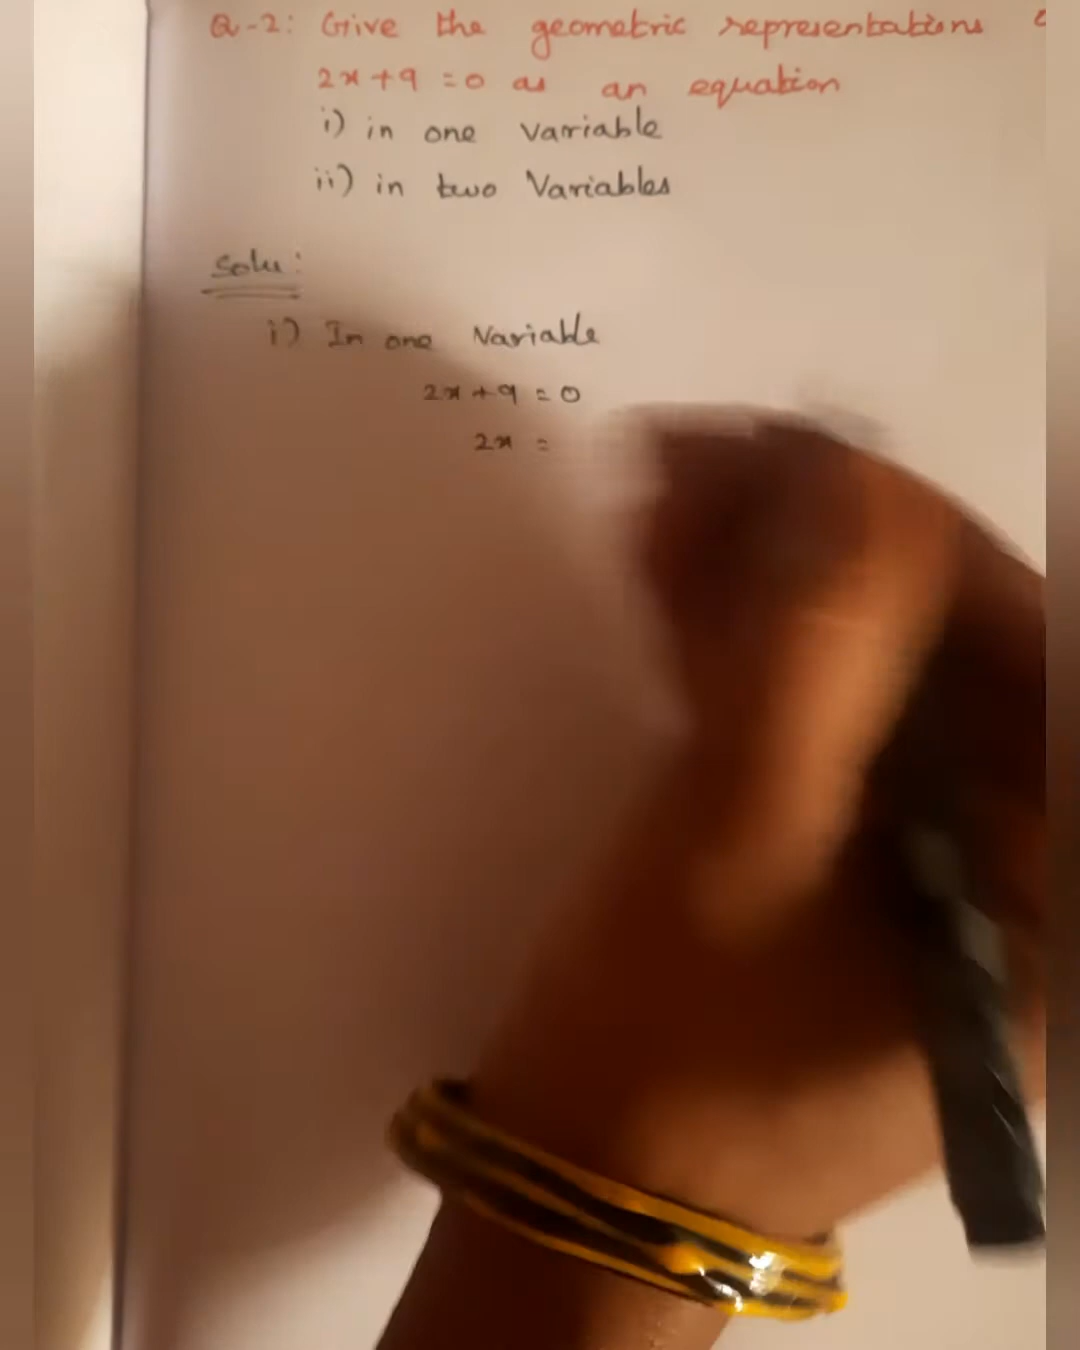 Q-2: Give the geometric representations
2x + 9 = 0 as an equation
i) in one variable
ii) in two Variables
Solu:
i) In one Variable
2x + 9 = 0
2x =